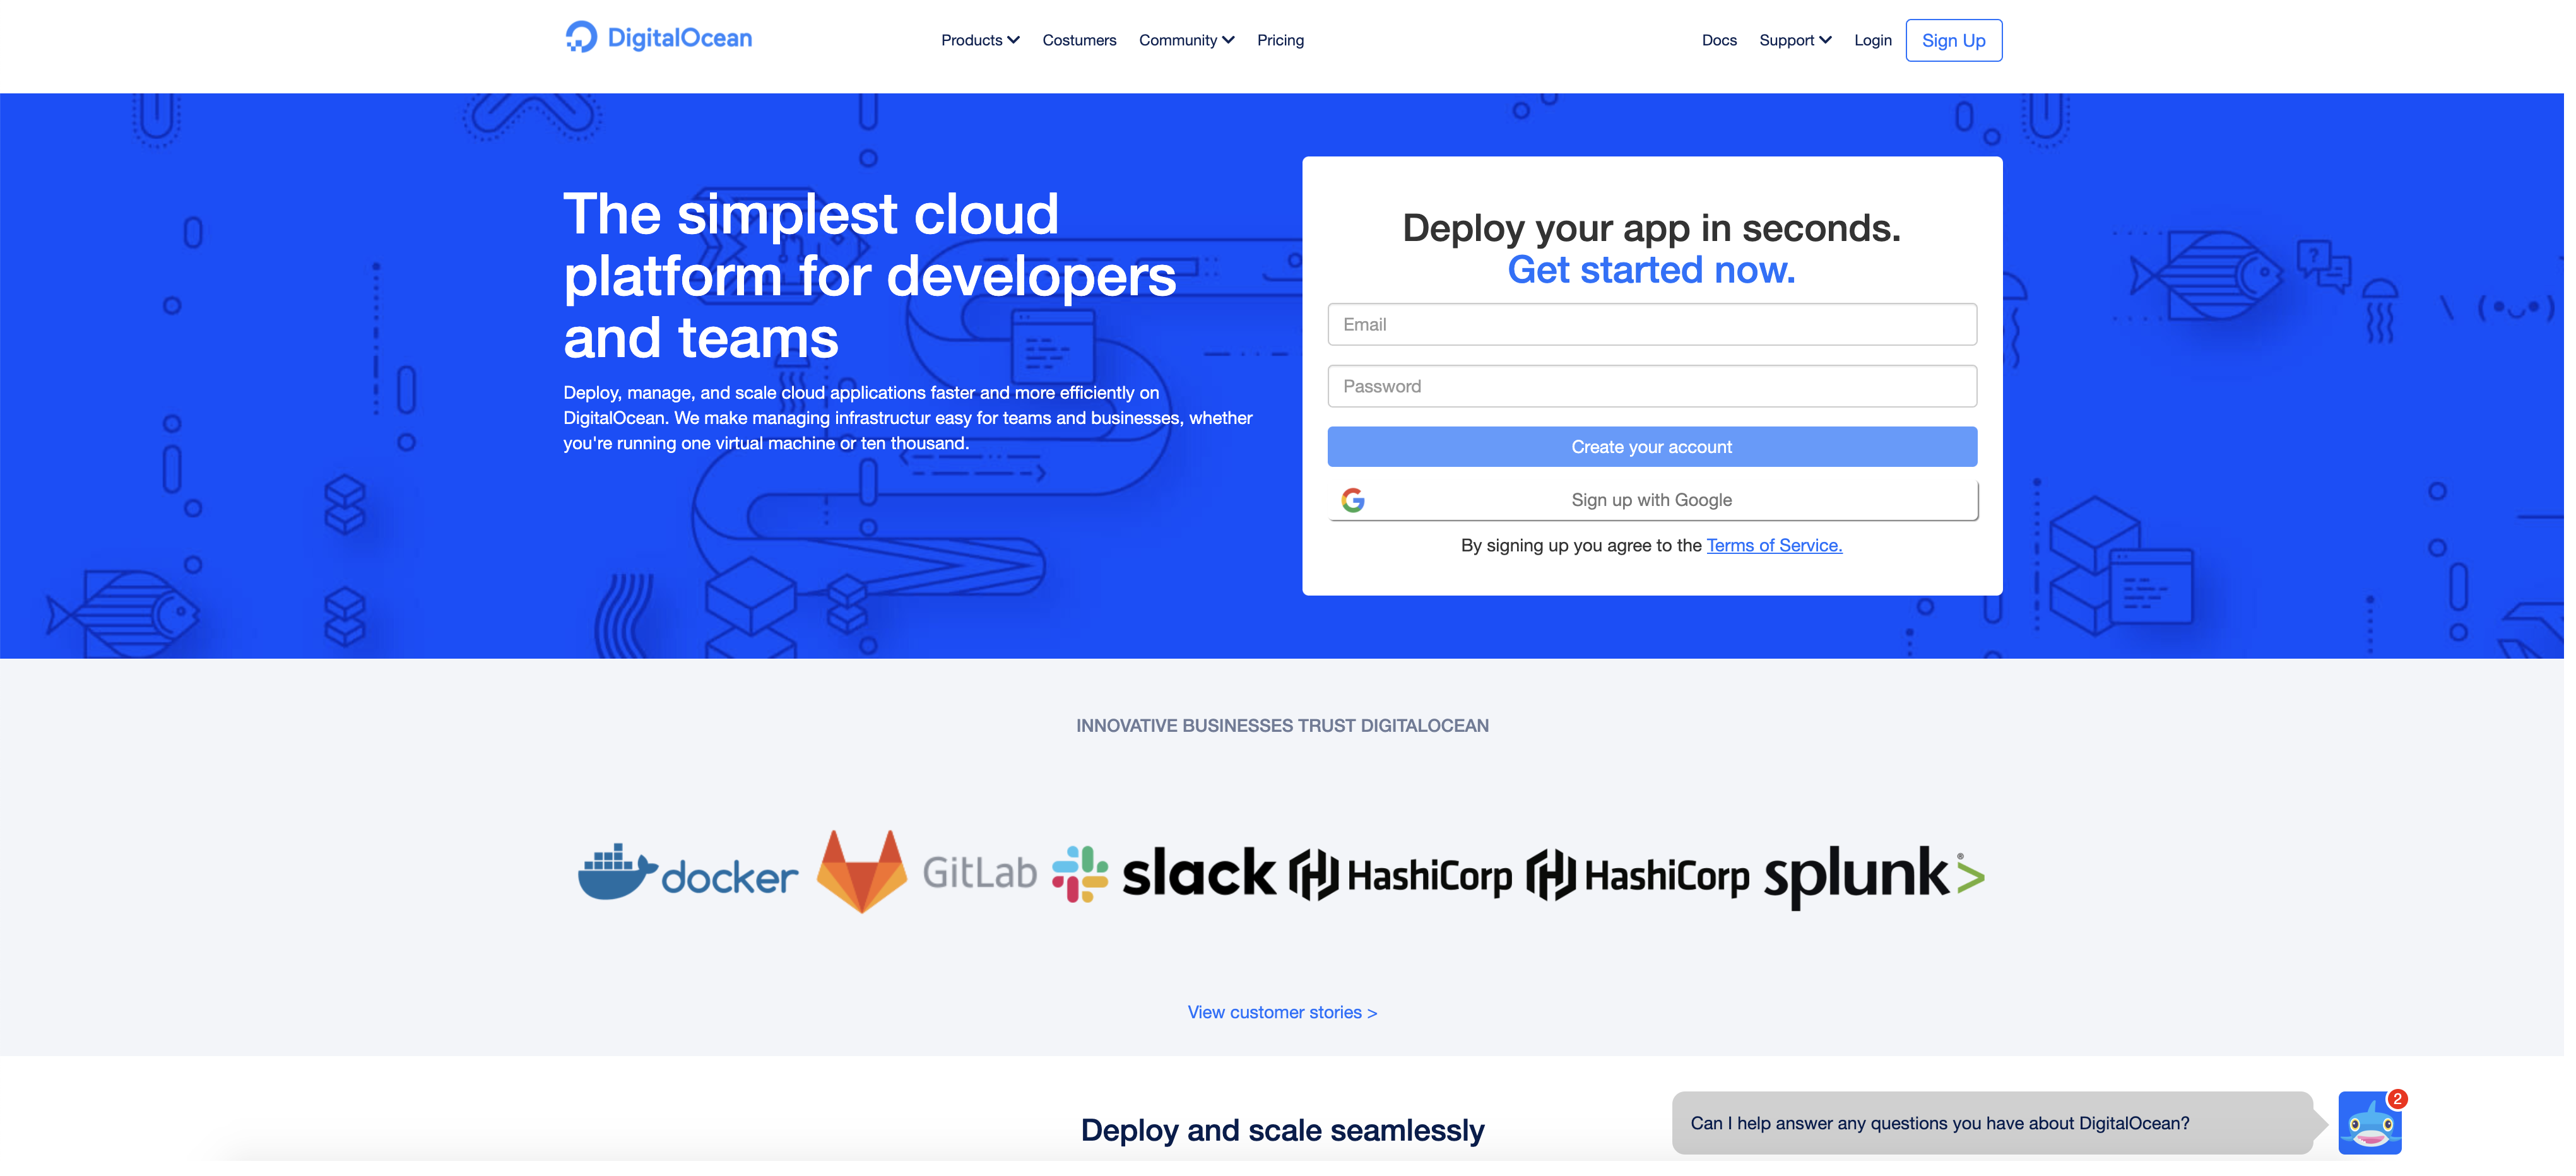 DigitalOcean
Products
Costumers
Community
Pricing
Docs
Support
Login
Sign Up
The simplest cloud
platform for developers
and teams
Deploy, manage, and scale cloud applications faster and more efficiently on
DigitalOcean. We make managing infrastructur easy for teams and businesses, whether
you're running one virtual machine or ten thousand.
Deploy your app in seconds.
Get started now.
Email
Password
Create your account
Sign up with Google
By signing up you agree to the Terms of Service.
INNOVATIVE BUSINESSES TRUST DIGITALOCEAN
docker
GitLab
slack
HashiCorp
HashiCorp
splunk>
View customer stories >
Deploy and scale seamlessly
Can I help answer any questions you have about DigitalOcean?
2